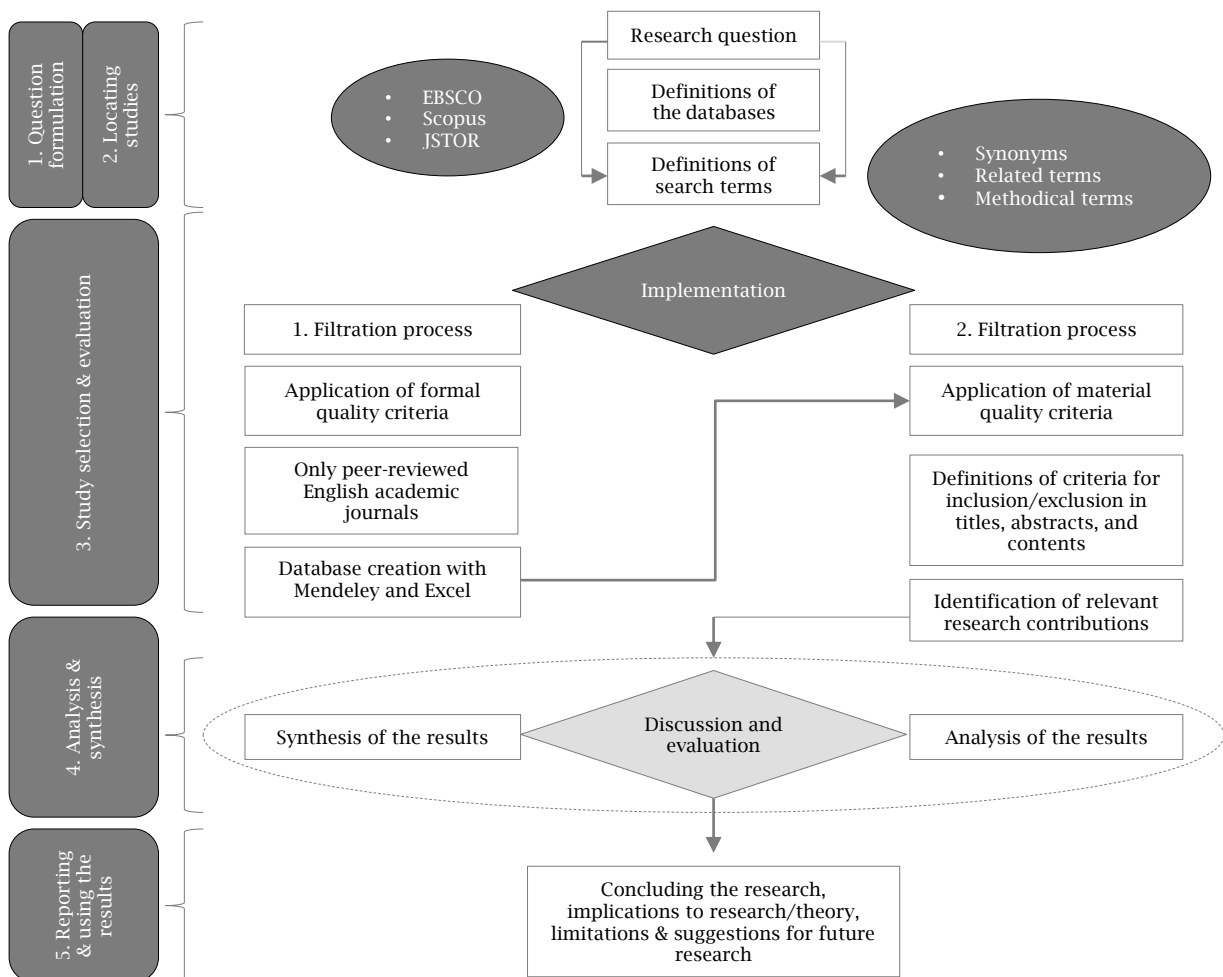 1. Question
formulation
2. Locating
studies
Research question
• EBSCO
• Scopus
• JSTOR
Definitions of
the databases
Definitions of
search terms
• Synonyms
• Related terms
• Methodical terms
3. Study selection & evaluation
Implementation
1. Filtration process
2. Filtration process
Application of formal
quality criteria
Application of material
quality criteria
Only peer-reviewed
English academic
journals
Definitions of criteria for
inclusion/exclusion in
titles, abstracts, and
contents
Database creation with
Mendeley and Excel
Identification of relevant
research contributions
4. Analysis &
synthesis
Synthesis of the results
Discussion and
evaluation
Analysis of the results
5. Reporting
& using the
results
Concluding the research,
implications to research/theory,
limitations & suggestions for future
research